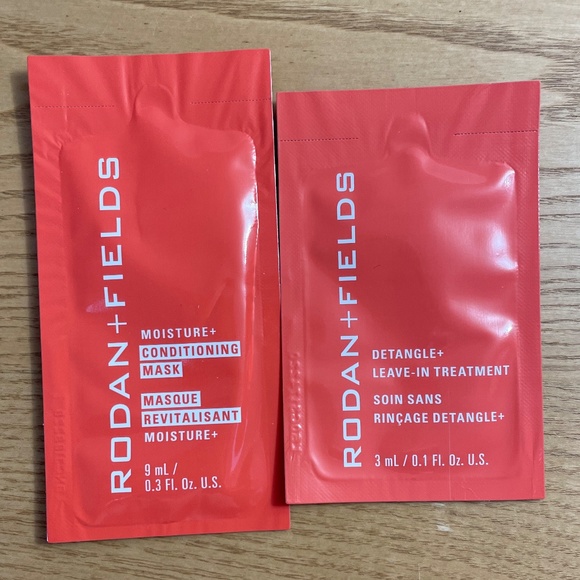 RODAN+FIELDS
MOISTURE+
CONDITIONING
MASK
MASQUE
REVITALISANT
MOISTURE+
9 mL /
0.3 Fl. Oz. U.S.
RODAN+FIELDS
DETANGLE+
LEAVE-IN TREATMENT
SOIN SANS
RINÇAGE DETANGLE+
3 mL / 0.1 Fl. Oz. U.S.